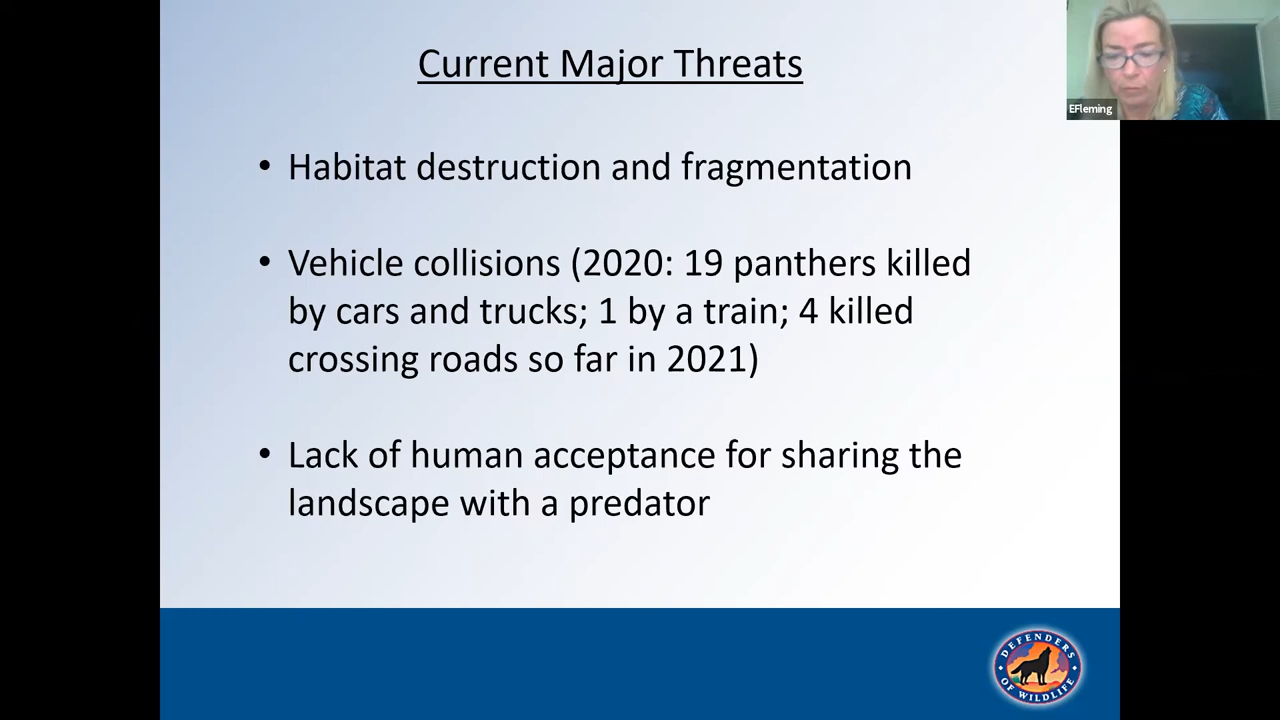 Current Major Threats
EFleming
• Habitat destruction and fragmentation
• Vehicle collisions (2020: 19 panthers killed
by cars and trucks; 1 by a train; 4 killed
crossing roads so far in 2021)
• Lack of human acceptance for sharing the
landscape with a predator
DEFENDERS
OF WILDLIFE